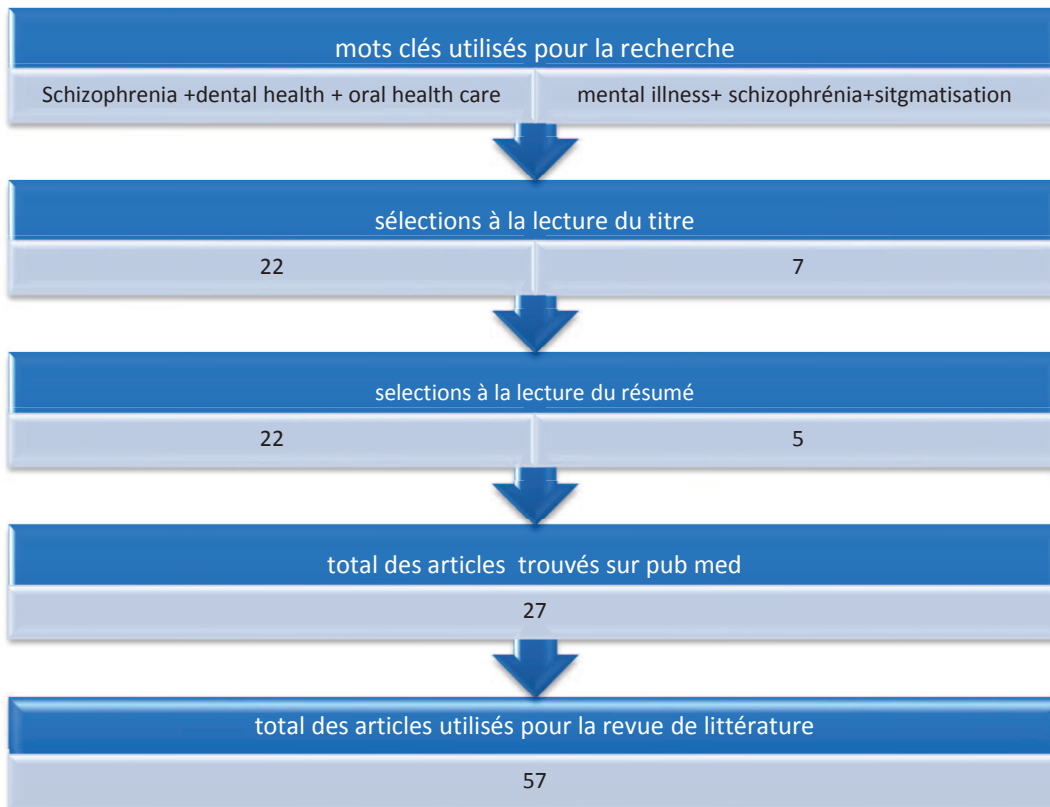 mots clés utilisés pour la recherche
Schizophrenia +dental health + oral health care
mental illness+ schizophrénia+sitgmatisation
sélections à la lecture du titre
22
7
selections à la lecture du résumé
22
5
total des articles trouvés sur pub med
27
total des articles utilisés pour la revue de littérature
57